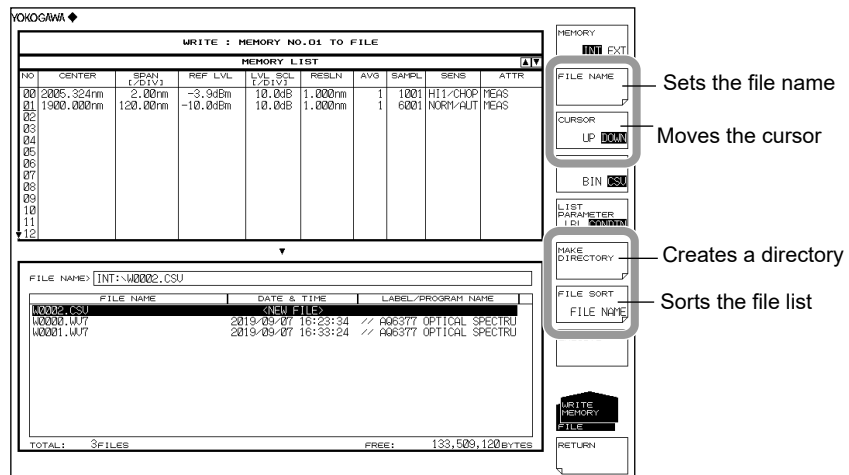 YOKOGAWA
WRITE : MEMORY NO.01 TO FILE
MEMORY LIST
NO CENTER SPAN [/DIV] REF LVL LVL SCL [/DIV] RESLN AVG SAMPL SENS ATTR
00 2005.324nm 2.00nm -3.9dBm 10.0dB 1.000nm 1 1001 HI1/CHOP MEAS
01 1900.000nm 120.00nm -10.0dBm 10.0dB 1.000nm 1 6001 NORM/AUT MEAS
02
03
04
05
06
07
08
09
10
11
12
FILE NAME> INT:\W0002.CSV
FILE NAME DATE & TIME LABEL/PROGRAM NAME
W0002.CSV <NEW FILE>
W0000.WV7 2019/09/07 16:23:34 // AQ6377 OPTICAL SPECTRU
W0001.WV7 2019/09/07 16:33:24 // AQ6377 OPTICAL SPECTRU
TOTAL: 3FILES FREE: 133,509,120BYTES
MEMORY
INT EXT
FILE NAME
Sets the file name
CURSOR
UP DOWN
Moves the cursor
BIN CSV
LIST
PARAMETER
LBL CONDTN
MAKE
DIRECTORY
Creates a directory
FILE SORT
FILE NAME
Sorts the file list
WRITE
MEMORY
FILE
RETURN